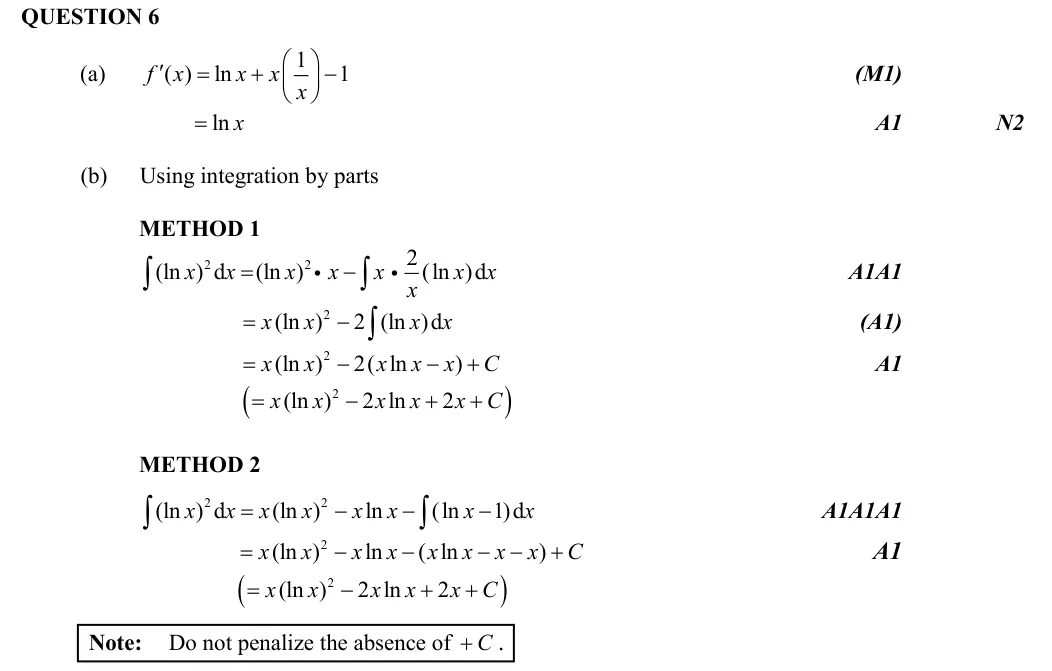 QUESTION 6
(a) f′(x) = ln x + x(1/x) − 1 (M1)
= ln x A1 N2
(b) Using integration by parts
METHOD 1
∫(ln x)² dx = (ln x)² • x − ∫ x • 2/x (ln x) dx A1A1
= x(ln x)² − 2∫(ln x) dx (A1)
= x(ln x)² − 2(x ln x − x) + C A1
(= x(ln x)² − 2x ln x + 2x + C)
METHOD 2
∫(ln x)² dx = x(ln x)² − x ln x − ∫(ln x − 1) dx A1A1A1
= x(ln x)² − x ln x − (x ln x − x − x) + C A1
(= x(ln x)² − 2x ln x + 2x + C)
Note: Do not penalize the absence of + C .